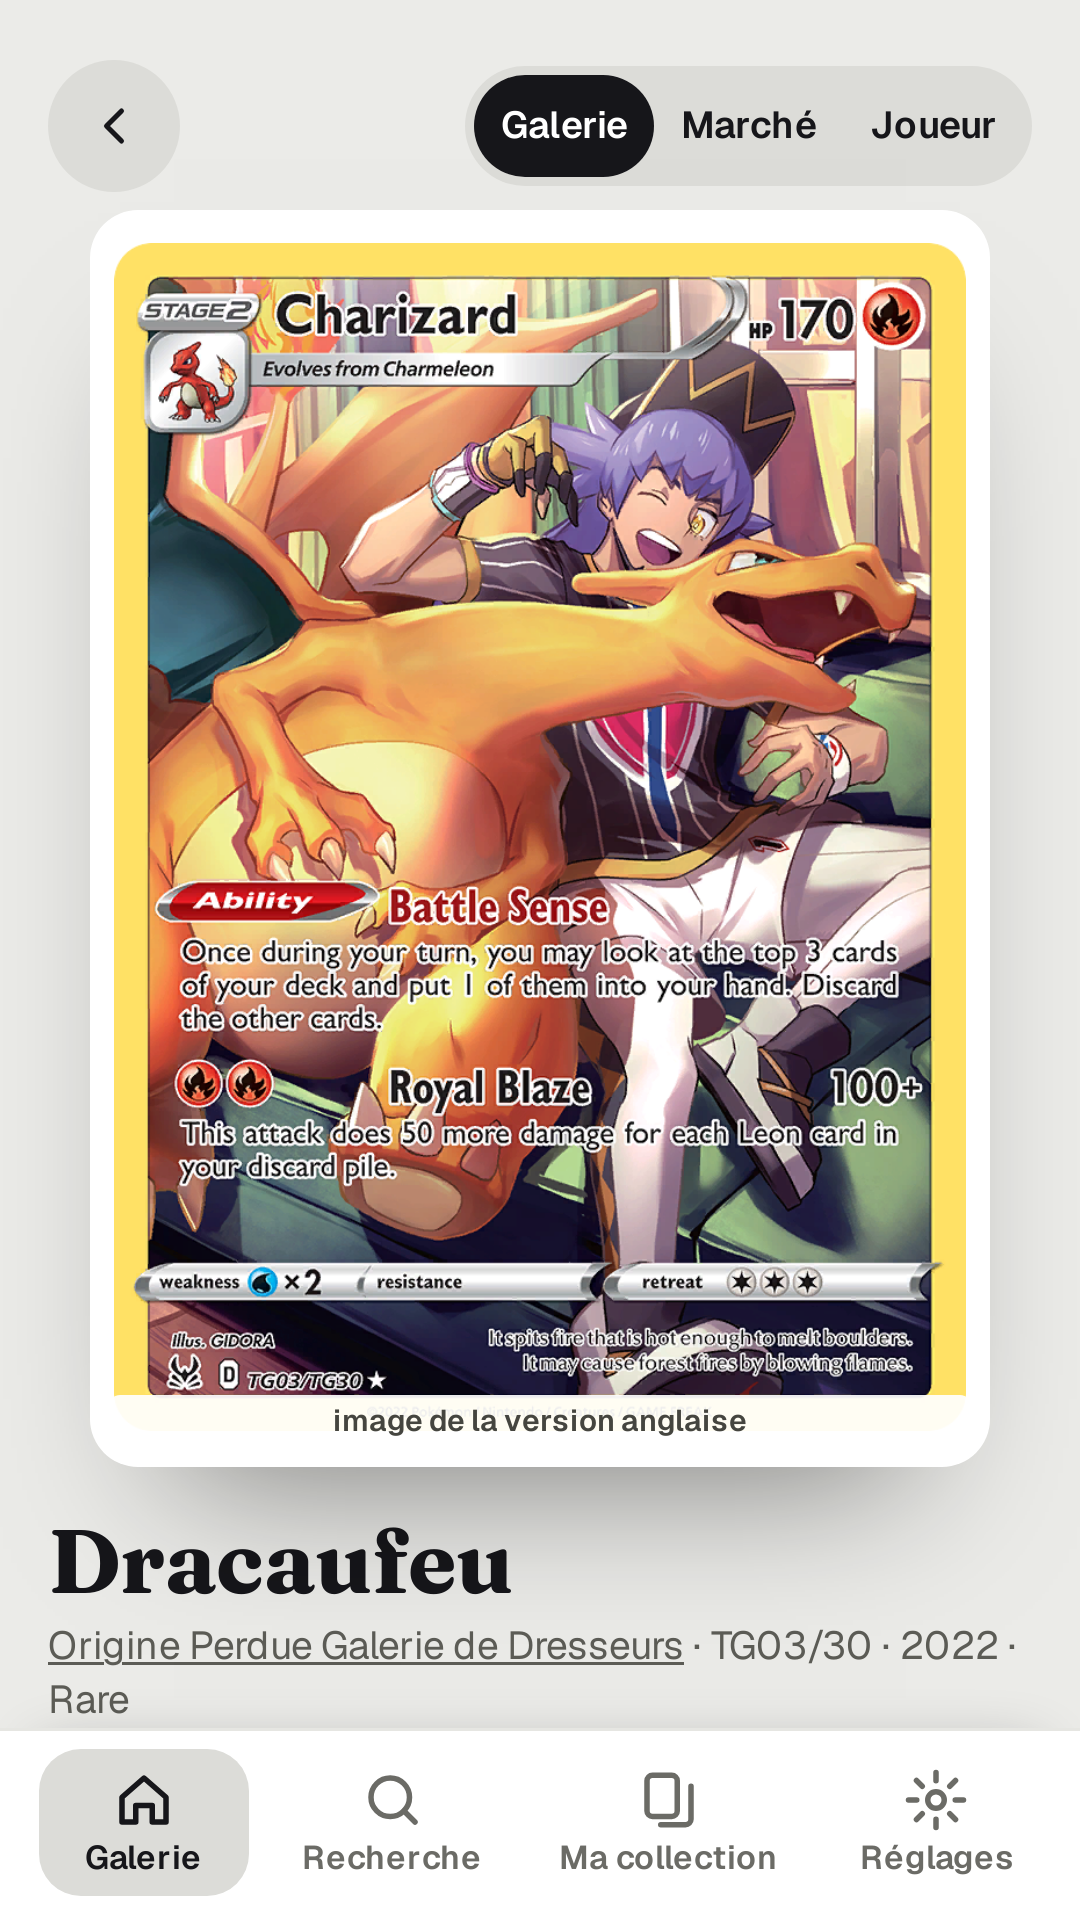 Galerie
Marché
Joueur
STAGE2
Charizard
HP 170
Evolves from Charmeleon
Ability
Battle Sense
Once during your turn, you may look at the top 3 cards
of your deck and put 1 of them into your hand. Discard
the other cards.
Royal Blaze
100+
This attack does 50 more damage for each Leon card in
your discard pile.
weakness ×2
resistance
retreat
Illus. GIDORA
It spits fire that is hot enough to melt boulders.
It may cause forest fires by blowing flames.
D TG03/TG30
image de la version anglaise
Dracaufeu
Origine Perdue Galerie de Dresseurs · TG03/30 · 2022 ·
Rare
Galerie
Recherche
Ma collection
Réglages